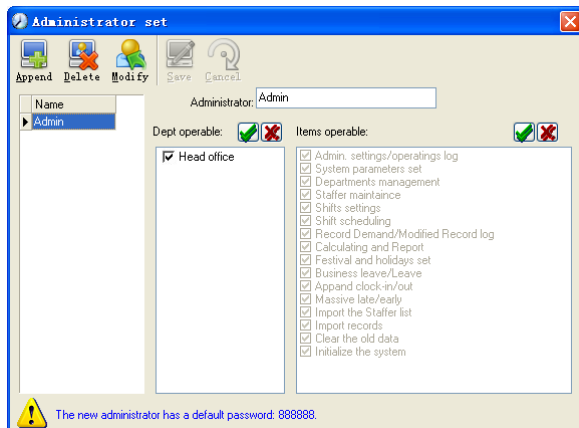 Administrator set
Append Delete Modify Save Cancel
Administrator: Admin
Name
Admin
Dept operable:
Head office
Items operable:
Admin. settings/operatings log
System parameters set
Departments management
Staffer maintaince
Shifts settings
Shift scheduling
Record Demand/Modified Record log
Calculating and Report
Festival and holidays set
Business leave/Leave
Appand clock-in/out
Massive late/early
Import the Staffer list
Import records
Clear the old data
Initialize the system
The new administrator has a default password: 888888.